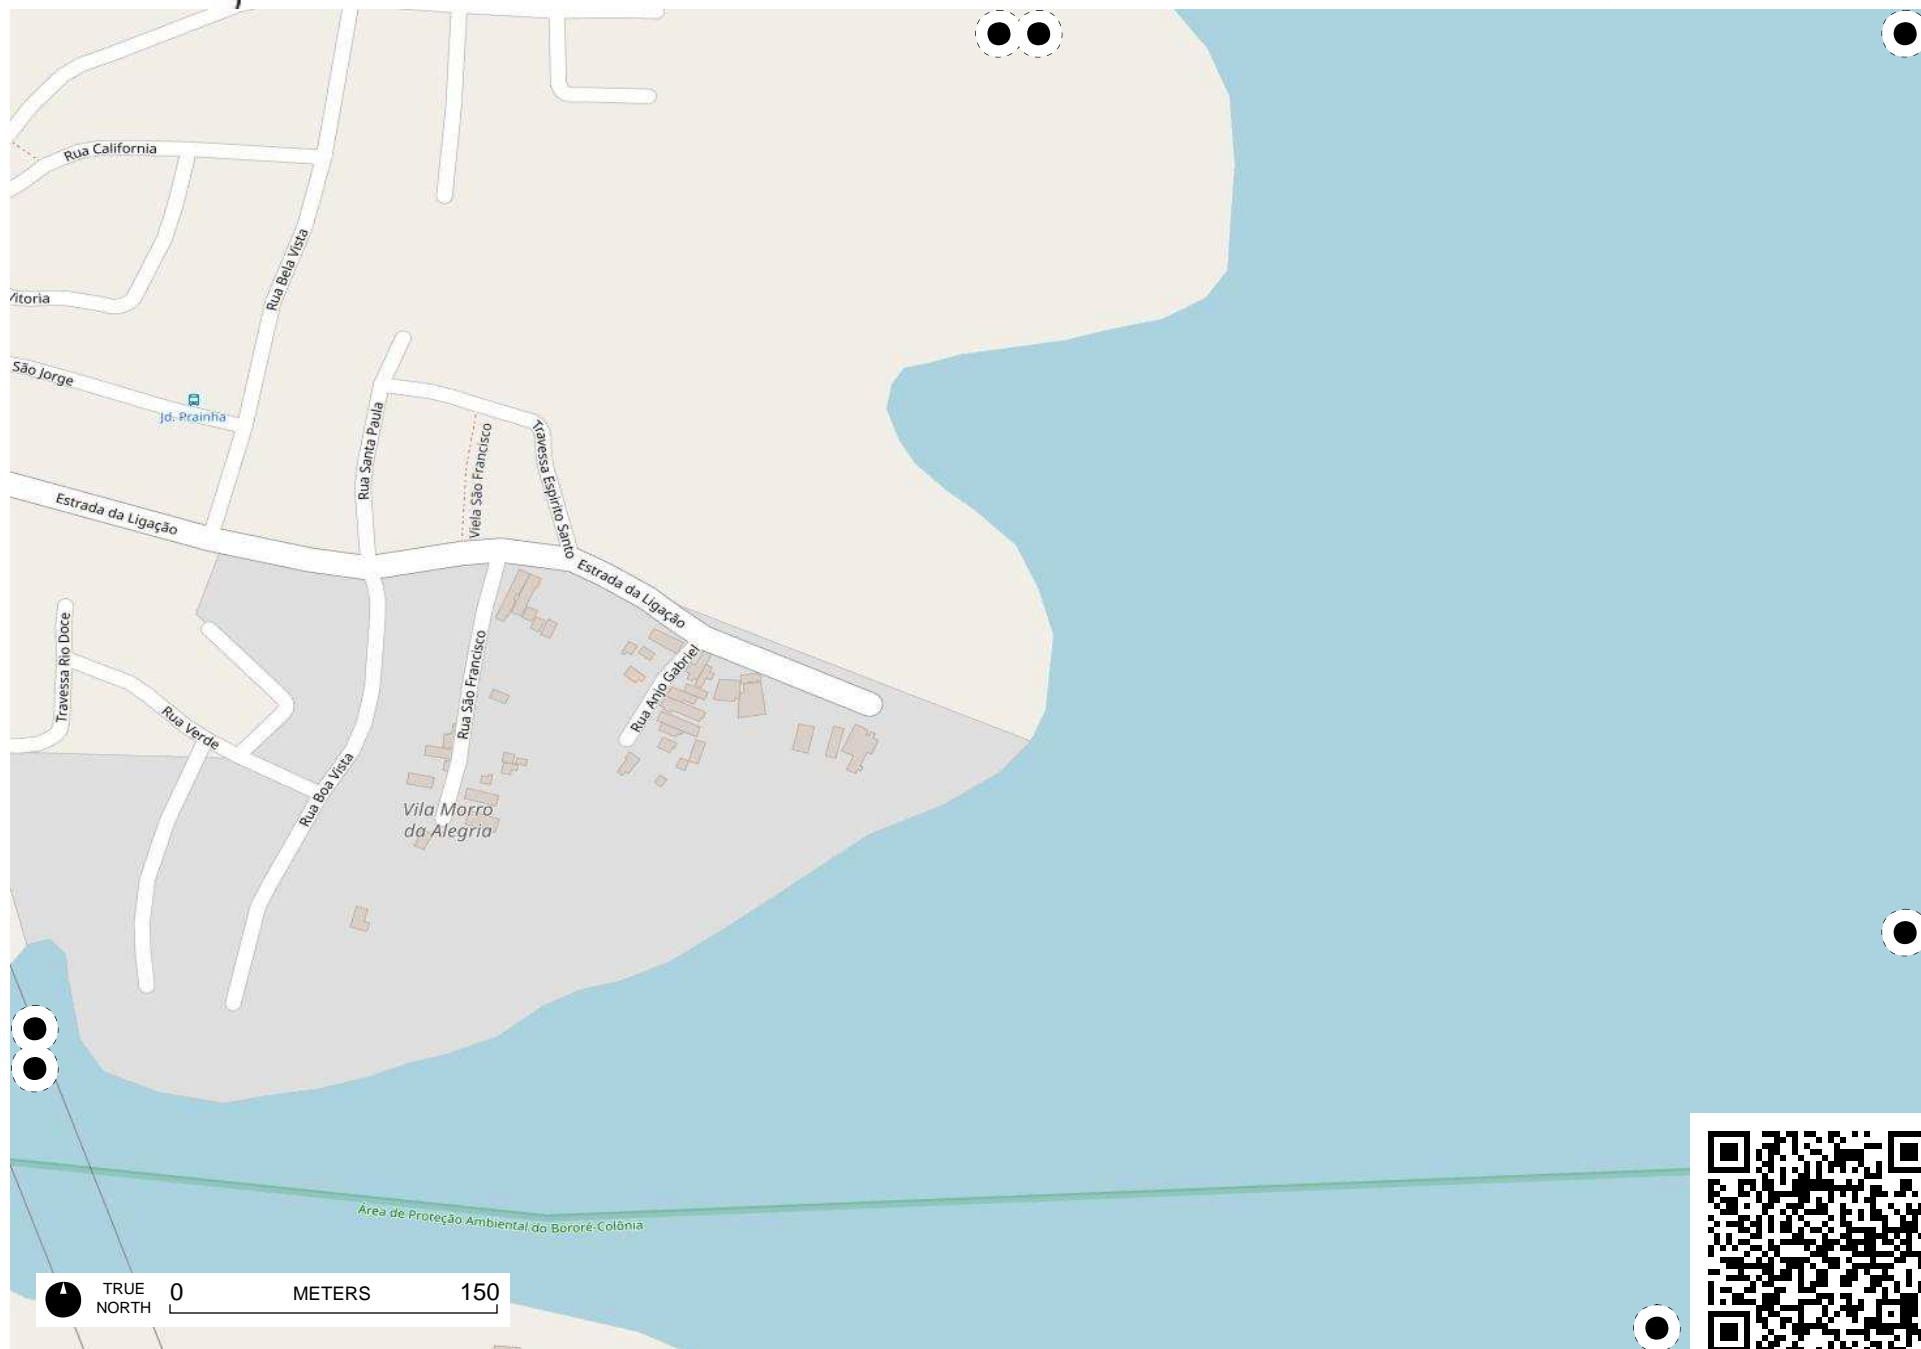 Rua California
Rua Bela Vista
Vitoria
São Jorge
Jd. Prainha
Rua Santa Paula
Viela São Francisco
Travessa Espirito Santo
Estrada da Ligação
Estrada da Ligação
Travessa Rio Doce
Rua Verde
Rua São Francisco
Rua Anjo Gabriel
Rua Boa Vista
Vila Morro
da Alegria
Área de Proteção Ambiental do Bororé-Colônia
TRUE
NORTH
0 METERS 150